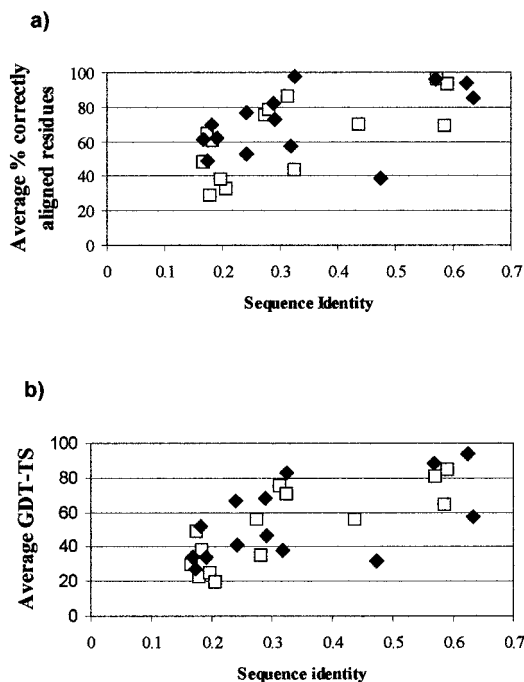 a)
Average % correctly
aligned residues
100
80
60
40
20
0
0 0.1 0.2 0.3 0.4 0.5 0.6 0.7
Sequence Identity
b)
Average GDT-TS
100
80
60
40
20
0
0 0.1 0.2 0.3 0.4 0.5 0.6 0.7
Sequence identity